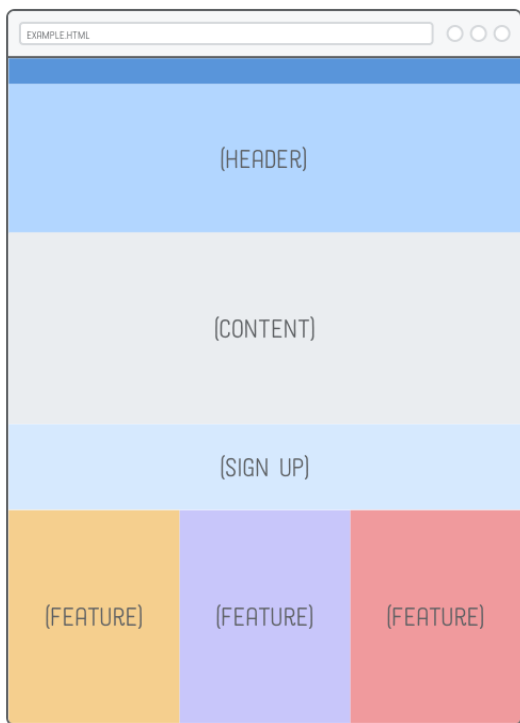 EXAMPLE.HTML
(HEADER)
(CONTENT)
(SIGN UP)
(FEATURE) (FEATURE) (FEATURE)